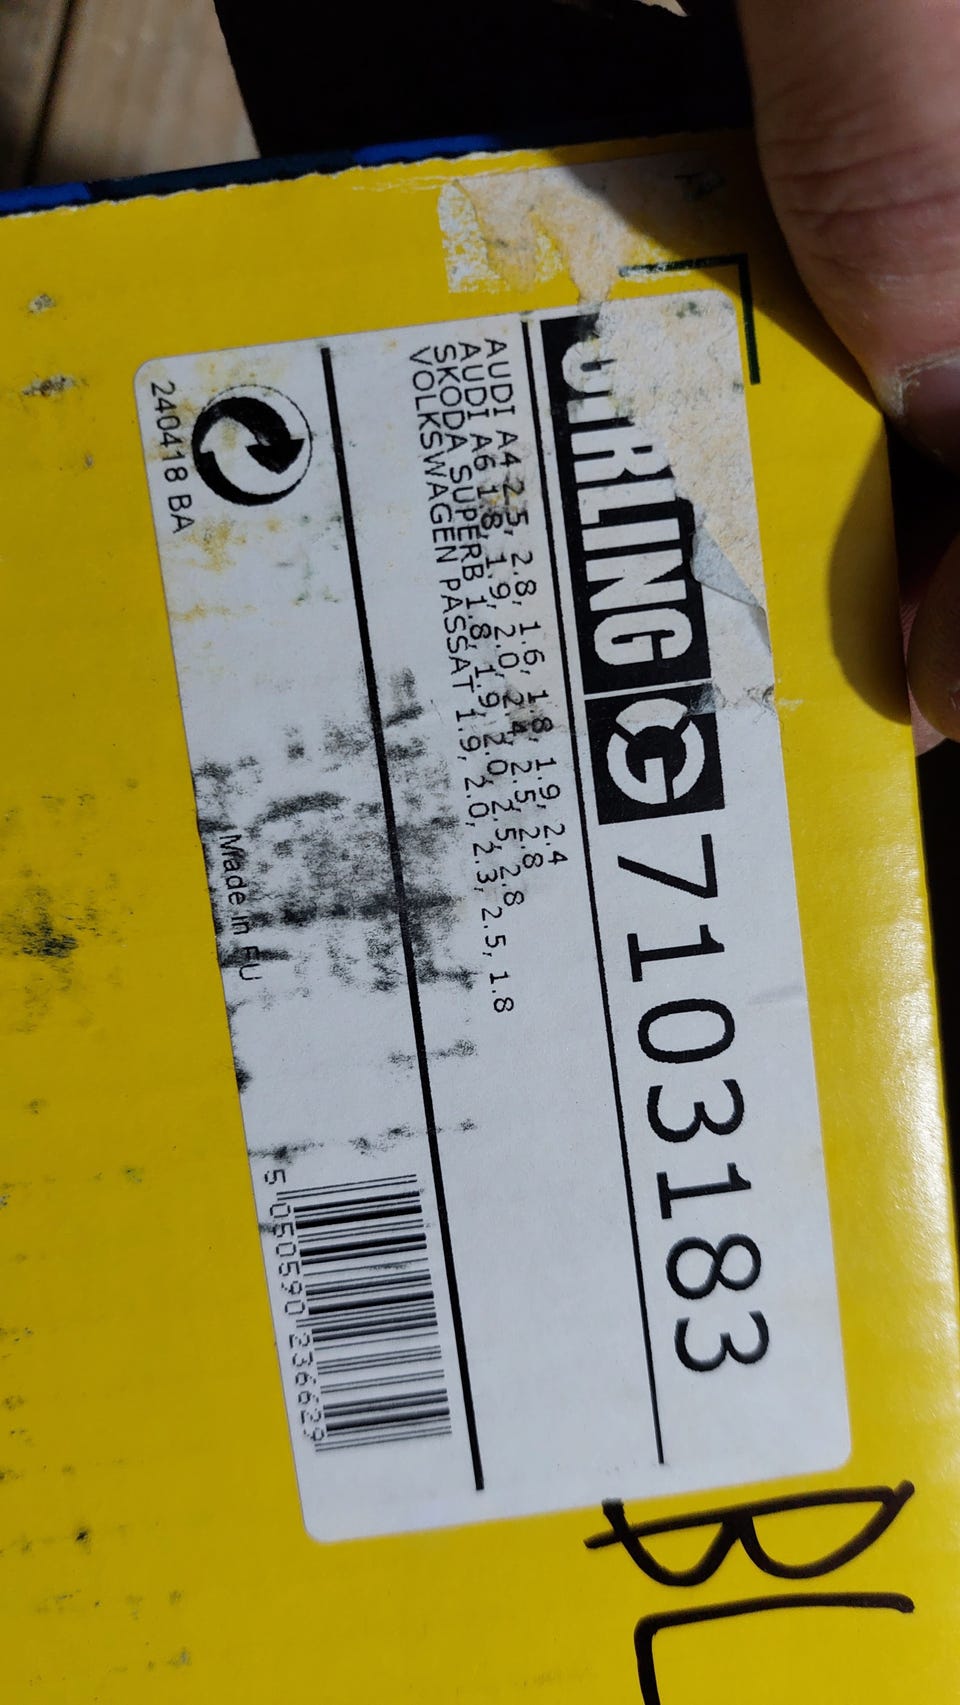 GIRLING G 7103183
AUDI A4 2.5, 2.8, 1.6, 1.8, 1.9, 2.4
AUDI A6 1.8, 1.9, 2.0, 2.4, 2.5, 2.8
SKODA SUPERB 1.8, 1.9, 2.0, 2.5, 2.8
VOLKSWAGEN PASSAT 1.9, 2.0, 2.3, 2.5, 1.8
240418 BA
Made in EU
5 050590 236629
BL